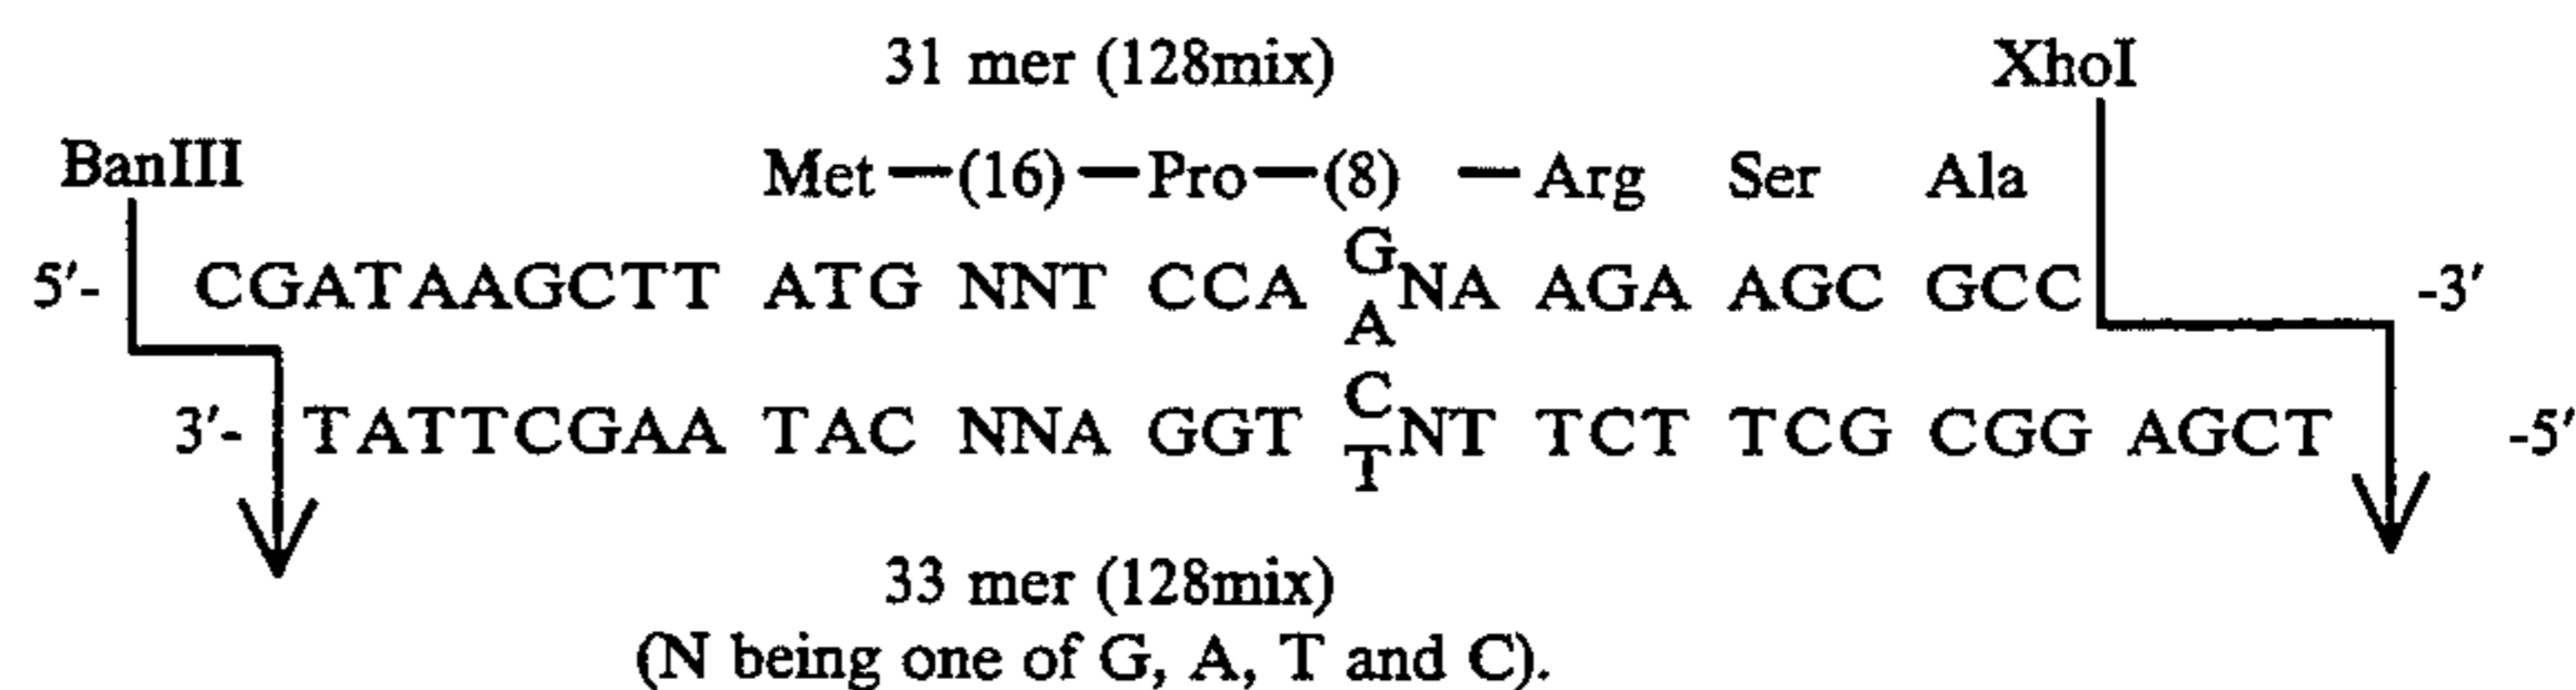 31 mer (128mix)
XhoI
BanIII
Met—(16)—Pro—(8) —Arg Ser Ala
G
5′- CGATAAGCTT ATG NNT CCA NA AGA AGC GCC -3′
A
C
3′- TATTCGAA TAC NNA GGT NT TCT TCG CGG AGCT -5′
T
33 mer (128mix)
(N being one of G, A, T and C).